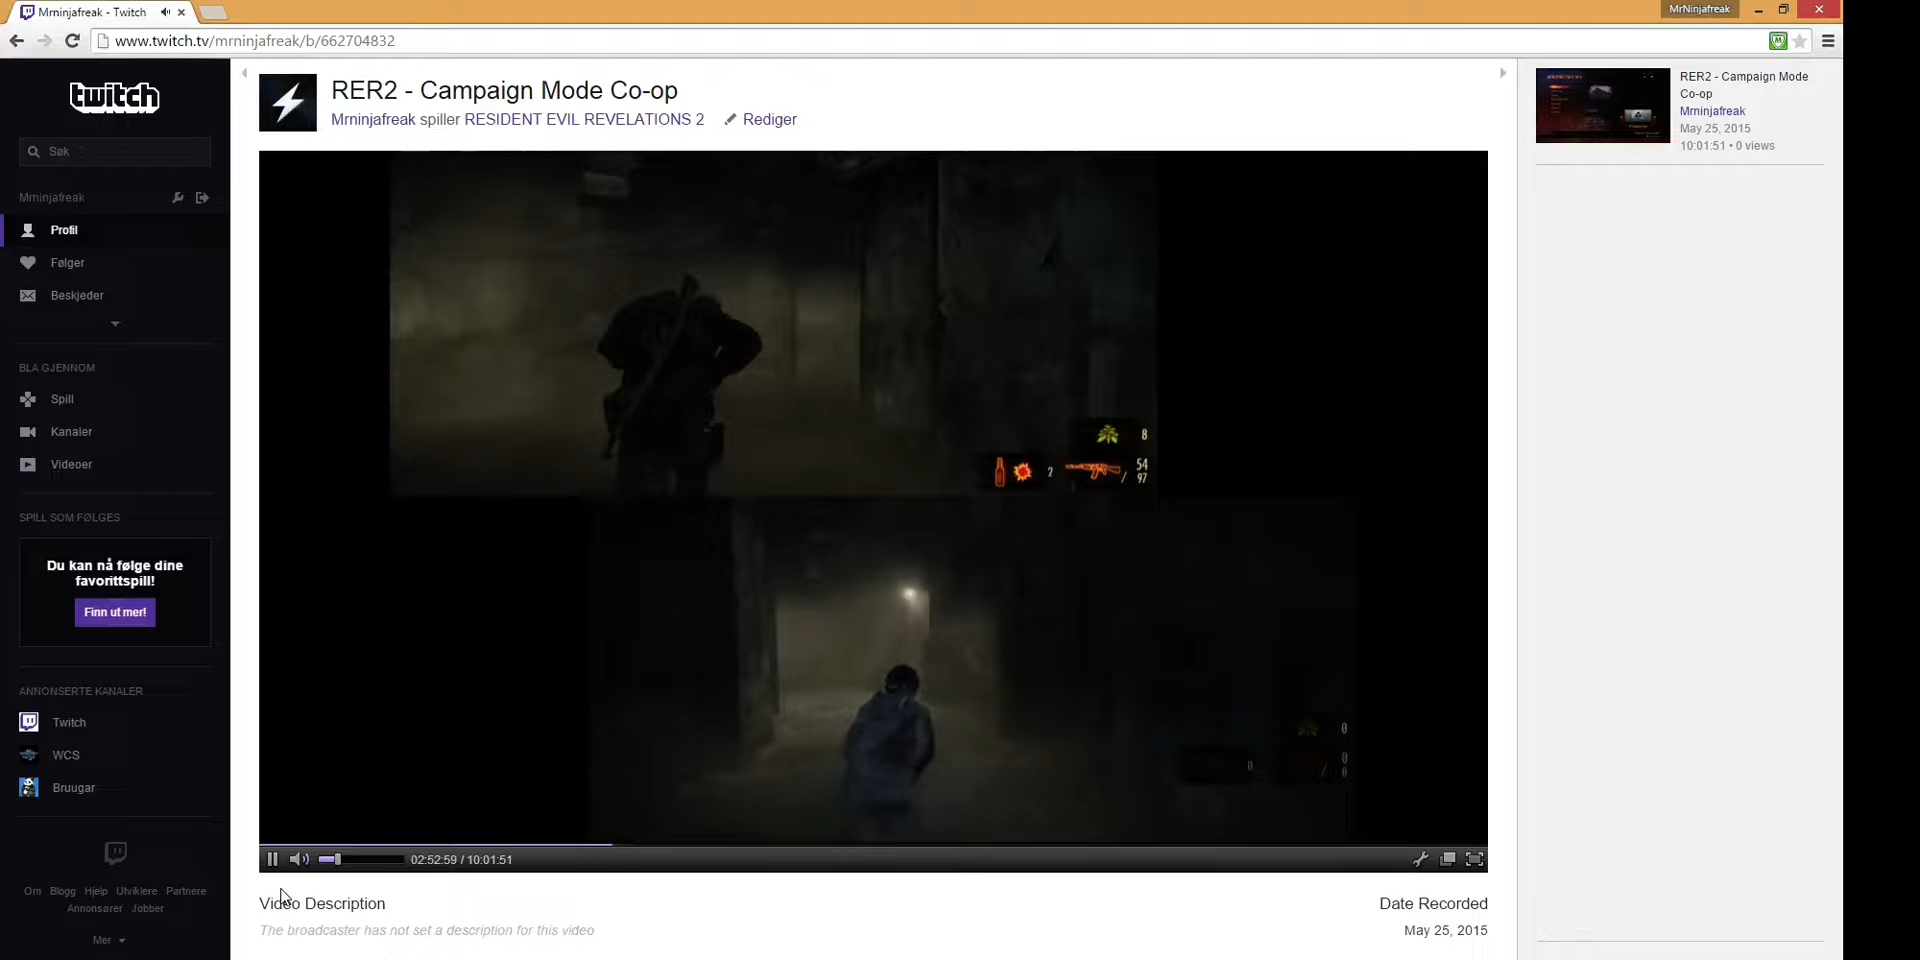 Mrninjafreak - Twitch
MrNinjafreak
www.twitch.tv/mrninjafreak/b/662704832
twitch
Søk
Mrninjafreak
Profil
Følger
Beskjeder
BLA GJENNOM
Spill
Kanaler
Videoer
SPILL SOM FØLGES
Du kan nå følge dine
favorittspill!
Finn ut mer!
ANNONSERTE KANALER
Twitch
WCS
Bruugar
Om Blogg Hjelp Utviklere Partnere
Annonsører Jobber
Mer
RER2 - Campaign Mode Co-op
Mrninjafreak spiller RESIDENT EVIL REVELATIONS 2 Rediger
8
2 54
/ 97
0
0 0
/ 0
02:52:59 / 10:01:51
Video Description
The broadcaster has not set a description for this video
Date Recorded
May 25, 2015
RER2 - Campaign Mode
Co-op
Mrninjafreak
May 25, 2015
10:01:51 • 0 views